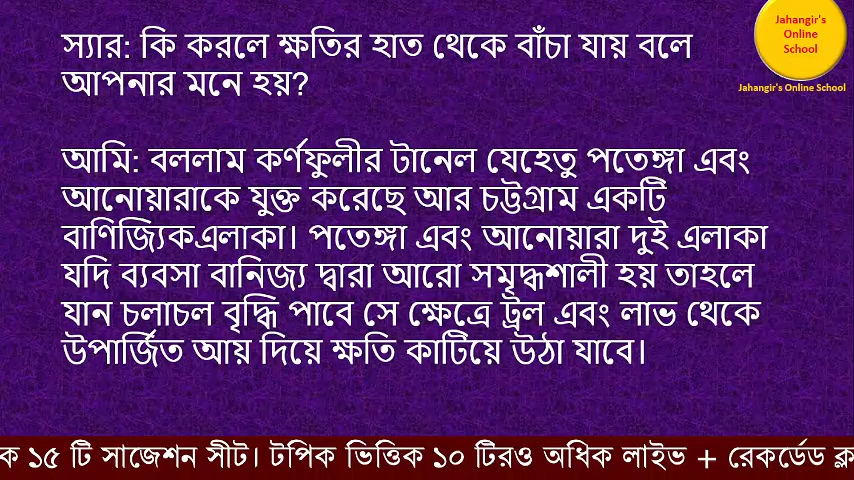 Jahangir's
Online
School
Jahangir's Online School
স্যার: কি করলে ক্ষতির হাত থেকে বাঁচা যায় বলে
আপনার মনে হয়?
আমি: বললাম কর্ণফুলীর টানেল যেহেতু পতেঙ্গা এবং
আনোয়ারাকে যুক্ত করেছে আর চট্টগ্রাম একটি
বাণিজ্যিকএলাকা। পতেঙ্গা এবং আনোয়ারা দুই এলাকা
যদি ব্যবসা বানিজ্য দ্বারা আরো সমৃদ্ধশালী হয় তাহলে
যান চলাচল বৃদ্ধি পাবে সে ক্ষেত্রে ট্রল এবং লাভ থেকে
উপার্জিত আয় দিয়ে ক্ষতি কাটিয়ে উঠা যাবে।
ক ১৫ টি সাজেশন সীট। টপিক ভিত্তিক ১০ টিরও অধিক লাইভ + রেকর্ডেড ক্ল